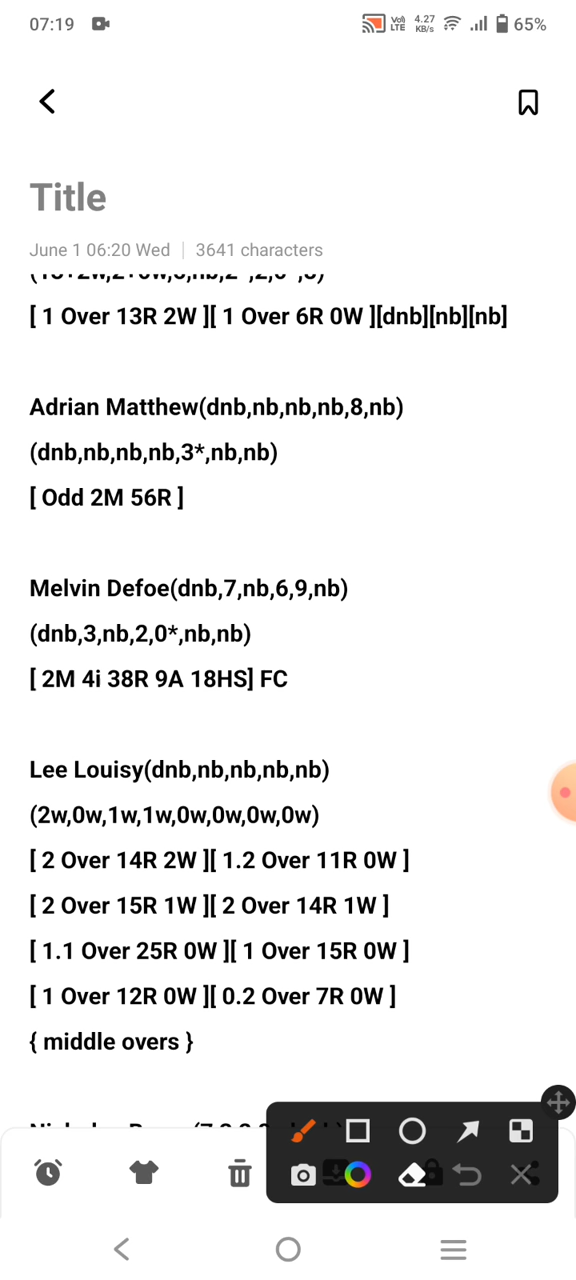 07:19
Vo) LTE 4.27 KB/s 65%
Title
June 1 06:20 Wed | 3641 characters
[ 1 Over 13R 2W ][ 1 Over 6R 0W ][dnb][nb][nb]
Adrian Matthew(dnb,nb,nb,nb,8,nb)
(dnb,nb,nb,nb,3*,nb,nb)
[ Odd 2M 56R ]
Melvin Defoe(dnb,7,nb,6,9,nb)
(dnb,3,nb,2,0*,nb,nb)
[ 2M 4i 38R 9A 18HS] FC
Lee Louisy(dnb,nb,nb,nb,nb)
(2w,0w,1w,1w,0w,0w,0w,0w)
[ 2 Over 14R 2W ][ 1.2 Over 11R 0W ]
[ 2 Over 15R 1W ][ 2 Over 14R 1W ]
[ 1.1 Over 25R 0W ][ 1 Over 15R 0W ]
[ 1 Over 12R 0W ][ 0.2 Over 7R 0W ]
{ middle overs }